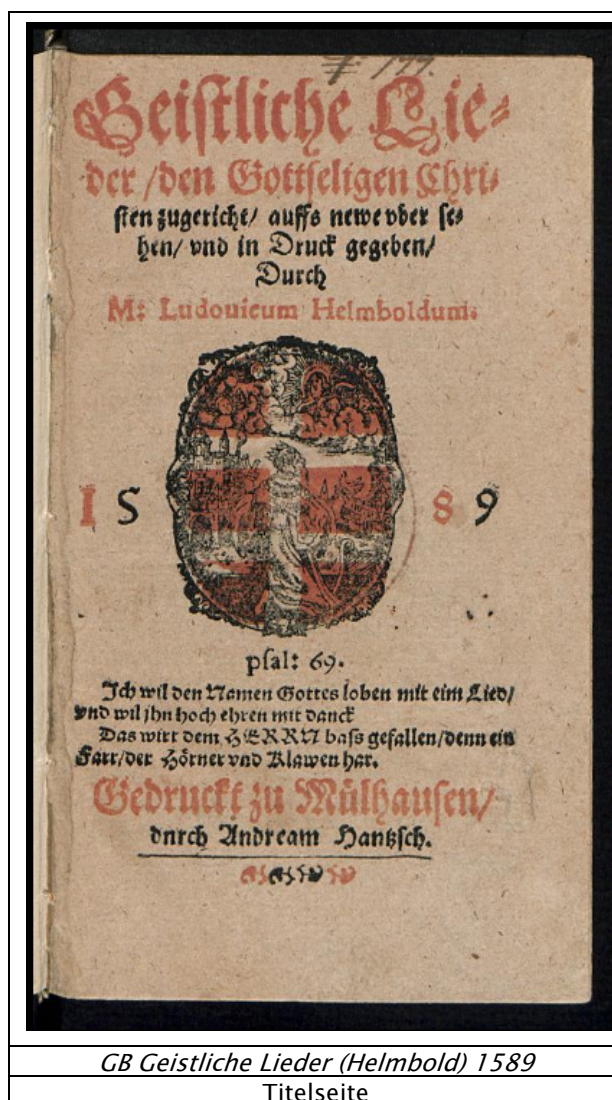 199.
Geistliche Lie⸗
der /den Gottseligen Chri⸗
sten zugericht/ auffs newe vber se⸗
hen/ vnd in Druck gegeben/
Durch
M: Ludouicum Helmboldum.
1589
psal: 69.
Ich wil den Namen Gottes loben mit eim Lied/
vnd wil jhn hoch ehren mit danck
Das wirt dem HERRN bass gefallen/denn ein
Farr/der Hörner vnd Klawen hat.
Gedruckt zu Mülhausen/
dnrch Andream Hantzsch.
GB Geistliche Lieder (Helmbold) 1589
Titelseite